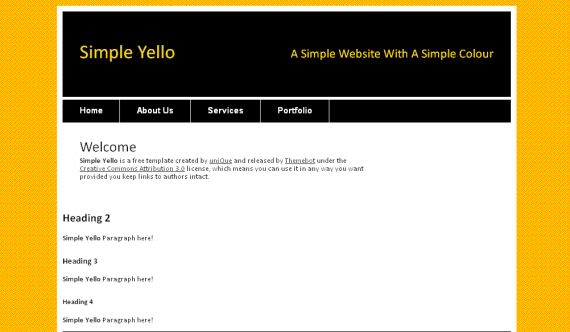 Simple Yello
A Simple Website With A Simple Colour
Home
About Us
Services
Portfolio
Welcome
Simple Yello is a free template created by uniQue and released by Themebot under the
Creative Commons Attribution 3.0 license, which means you can use it in any way you want
provided you keep links to authors intact.
Heading 2
Simple Yello Paragraph here!
Heading 3
Simple Yello Paragraph here!
Heading 4
Simple Yello Paragraph here!